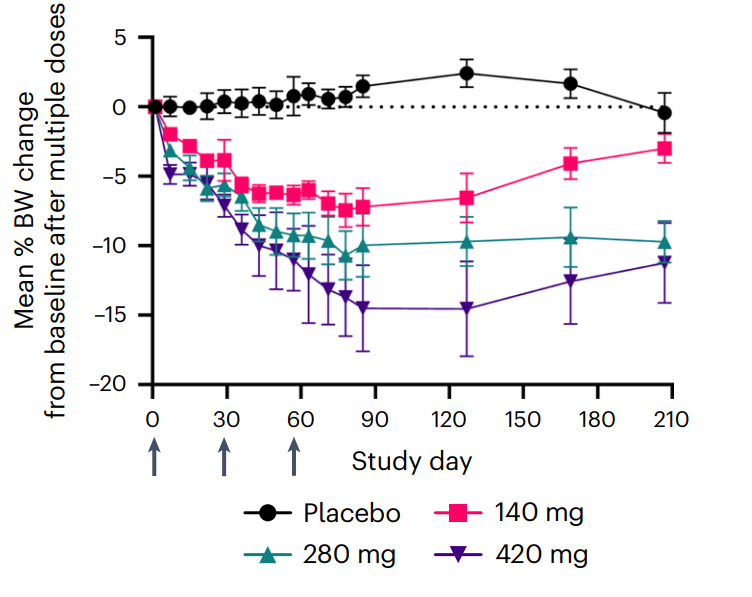 Mean % BW change
from baseline after multiple doses
5
0
−5
−10
−15
−20
0 30 60 90 120 150 180 210
Study day
Placebo 140 mg
280 mg 420 mg